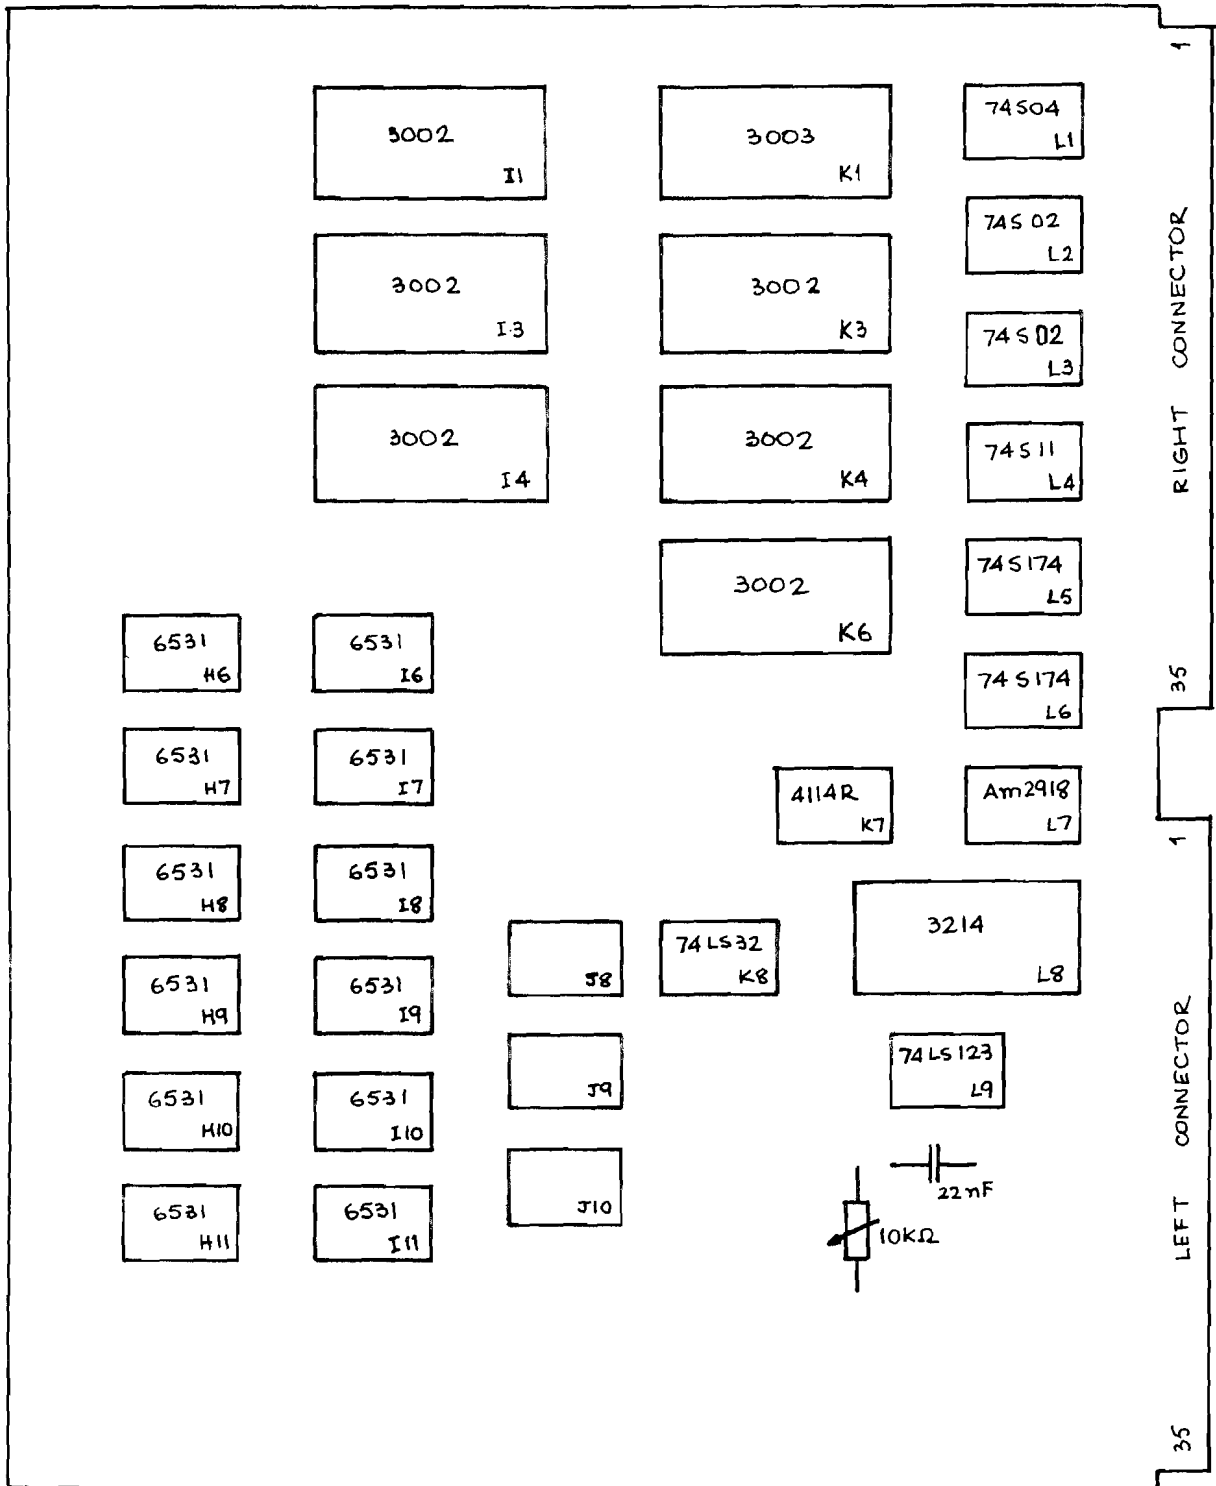 1
3002
I1
3003
K1
74S04
L1
74S02
L2
3002
I3
3002
K3
74S02
L3
3002
I4
3002
K4
74S11
L4
RIGHT CONNECTOR
3002
K6
74S174
L5
6531
H6
6531
I6
74S174
L6
35
6531
H7
6531
I7
4114R
K7
Am2918
L7
1
6531
H8
6531
I8
J8
74LS32
K8
3214
L8
6531
H9
6531
I9
J9
74LS123
L9
LEFT CONNECTOR
6531
H10
6531
I10
J10
22nF
6531
H11
6531
I11
10KΩ
35